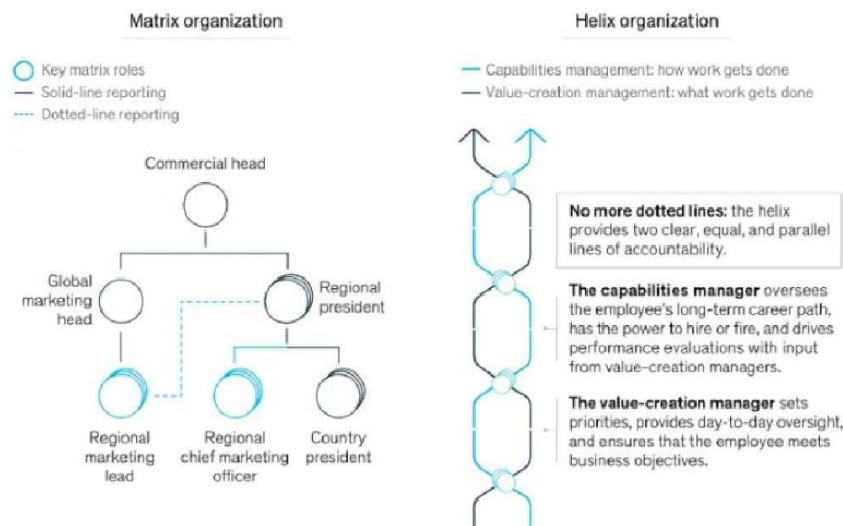 Matrix organization
Key matrix roles
Solid-line reporting
Dotted-line reporting
Commercial head
Global
marketing
head
Regional
president
Regional
marketing
lead
Regional
chief marketing
officer
Country
president
Helix organization
Capabilities management: how work gets done
Value-creation management: what work gets done
No more dotted lines: the helix
provides two clear, equal, and parallel
lines of accountability.
The capabilities manager oversees
the employee's long-term career path,
has the power to hire or fire, and drives
performance evaluations with input
from value-creation managers.
The value-creation manager sets
priorities, provides day-to-day oversight,
and ensures that the employee meets
business objectives.